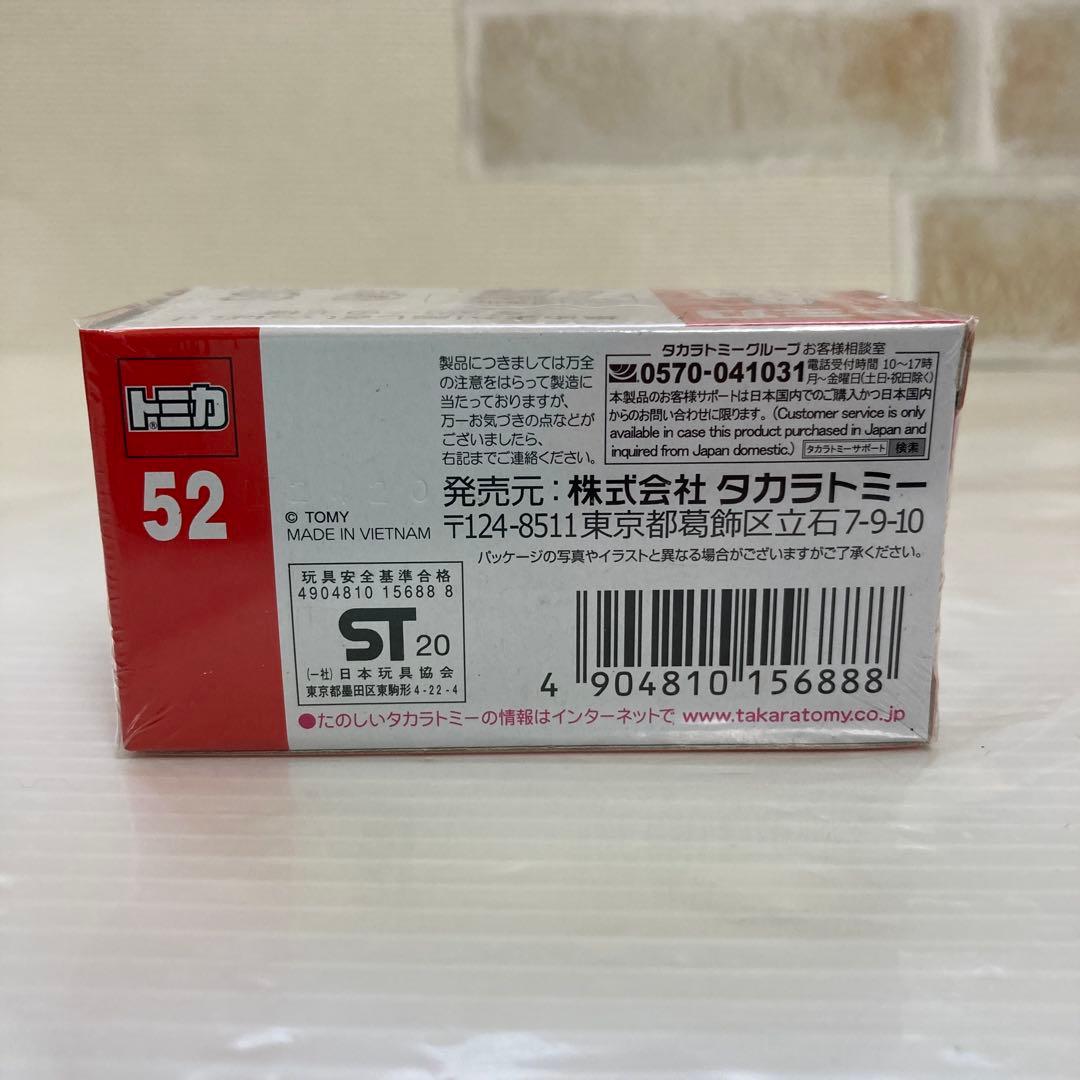 トミカ®
52
製品につきましては万全
の注意をはらって製造に
当たっておりますが、
万一お気づきの点などが
ございましたら、
右記までご連絡ください。
タカラトミーグループ お客様相談室
0570-041031 電話受付時間 10〜17時
月〜金曜日(土日・祝日除く)
本製品のお客様サポートは日本国内でのご購入かつ日本国内
からのお問い合わせに限ります。(Customer service is only
available in case this product purchased in Japan and
inquired from Japan domestic.) タカラトミーサポート 検索
© TOMY
MADE IN VIETNAM
発売元:株式会社 タカラトミー
〒124-8511 東京都葛飾区立石7-9-10
パッケージの写真やイラストと異なる場合がございますがご了承ください。
玩具安全基準合格
4904810 15688 8
ST 20
(一社)日本玩具協会
東京都墨田区東駒形4-22-4
4 904810 156888
●たのしいタカラトミーの情報はインターネットで www.takaratomy.co.jp